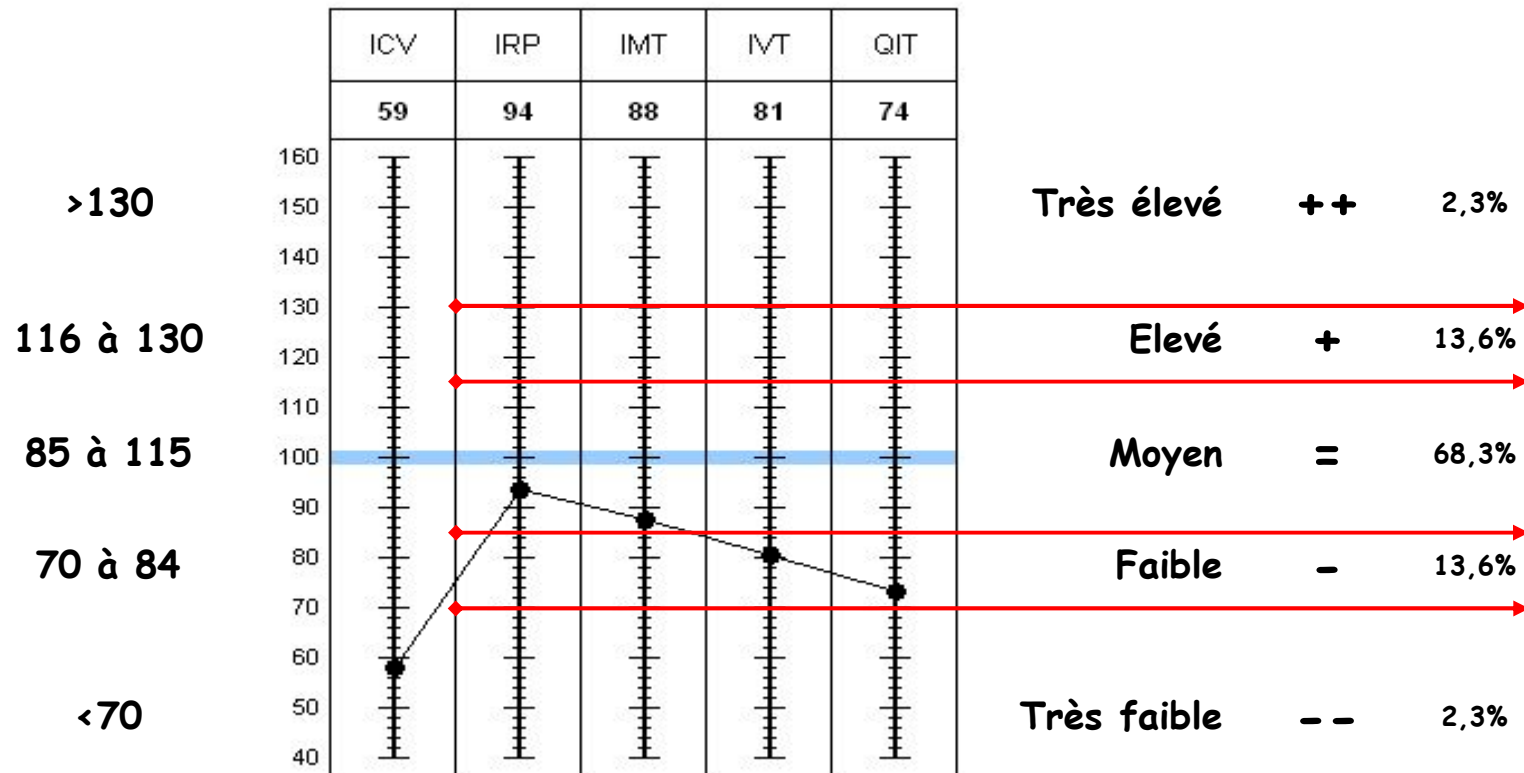 ICV IRP IMT IVT QIT
59 94 88 81 74
160
>130 150 Très élevé ++ 2,3%
140
130
116 à 130 120 Elevé + 13,6%
110
85 à 115 100 Moyen = 68,3%
90
70 à 84 80 Faible - 13,6%
70
60
<70 50 Très faible -- 2,3%
40